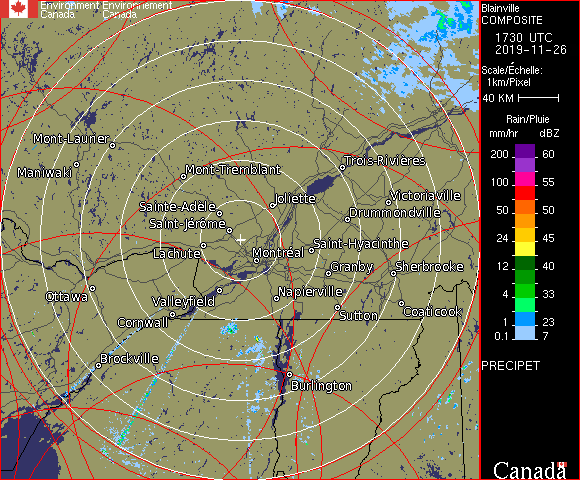 Environment Environnement
Canada Canada
Blainville
COMPOSITE
1730 UTC
2019-11-26
Scale/Échelle:
1km/Pixel
40 KM
Rain/Pluie
mm/hr dBZ
200 60
100 55
50 50
24 45
12 40
4 33
1 23
0.1 7
PRECIPET
Canada
Mont-Laurier
Maniwaki
Mont-Tremblant
Trois-Rivières
Sainte-Adèle
Joliette
Victoriaville
Drummondville
Saint-Jérôme
Saint-Hyacinthe
Lachute
Montréal
Granby
Sherbrooke
Ottawa
Valleyfield
Napierville
Cornwall
Sutton
Coaticook
Brockville
Burlington